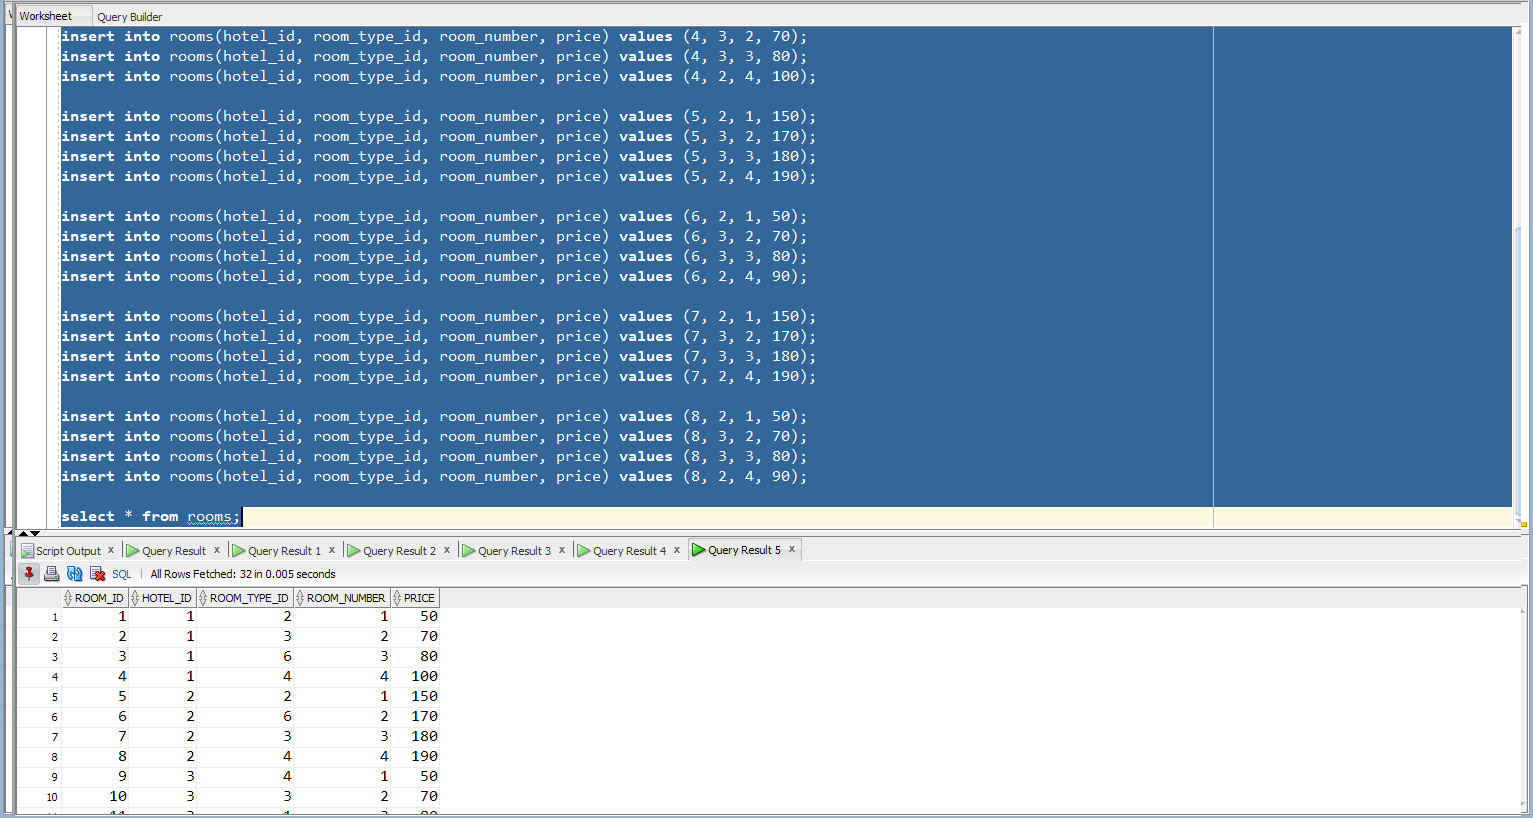 Worksheet Query Builder
insert into rooms(hotel_id, room_type_id, room_number, price) values (4, 3, 2, 70);
insert into rooms(hotel_id, room_type_id, room_number, price) values (4, 3, 3, 80);
insert into rooms(hotel_id, room_type_id, room_number, price) values (4, 2, 4, 100);
insert into rooms(hotel_id, room_type_id, room_number, price) values (5, 2, 1, 150);
insert into rooms(hotel_id, room_type_id, room_number, price) values (5, 3, 2, 170);
insert into rooms(hotel_id, room_type_id, room_number, price) values (5, 3, 3, 180);
insert into rooms(hotel_id, room_type_id, room_number, price) values (5, 2, 4, 190);
insert into rooms(hotel_id, room_type_id, room_number, price) values (6, 2, 1, 50);
insert into rooms(hotel_id, room_type_id, room_number, price) values (6, 3, 2, 70);
insert into rooms(hotel_id, room_type_id, room_number, price) values (6, 3, 3, 80);
insert into rooms(hotel_id, room_type_id, room_number, price) values (6, 2, 4, 90);
insert into rooms(hotel_id, room_type_id, room_number, price) values (7, 2, 1, 150);
insert into rooms(hotel_id, room_type_id, room_number, price) values (7, 3, 2, 170);
insert into rooms(hotel_id, room_type_id, room_number, price) values (7, 3, 3, 180);
insert into rooms(hotel_id, room_type_id, room_number, price) values (7, 2, 4, 190);
insert into rooms(hotel_id, room_type_id, room_number, price) values (8, 2, 1, 50);
insert into rooms(hotel_id, room_type_id, room_number, price) values (8, 3, 2, 70);
insert into rooms(hotel_id, room_type_id, room_number, price) values (8, 3, 3, 80);
insert into rooms(hotel_id, room_type_id, room_number, price) values (8, 2, 4, 90);
select * from rooms;
Script Output x Query Result x Query Result 1 x Query Result 2 x Query Result 3 x Query Result 4 x Query Result 5 x
SQL | All Rows Fetched: 32 in 0.005 seconds
ROOM_ID HOTEL_ID ROOM_TYPE_ID ROOM_NUMBER PRICE
1 1 1 2 1 50
2 2 1 3 2 70
3 3 1 6 3 80
4 4 1 4 4 100
5 5 2 2 1 150
6 6 2 6 2 170
7 7 2 3 3 180
8 8 2 4 4 190
9 9 3 4 1 50
10 10 3 3 2 70